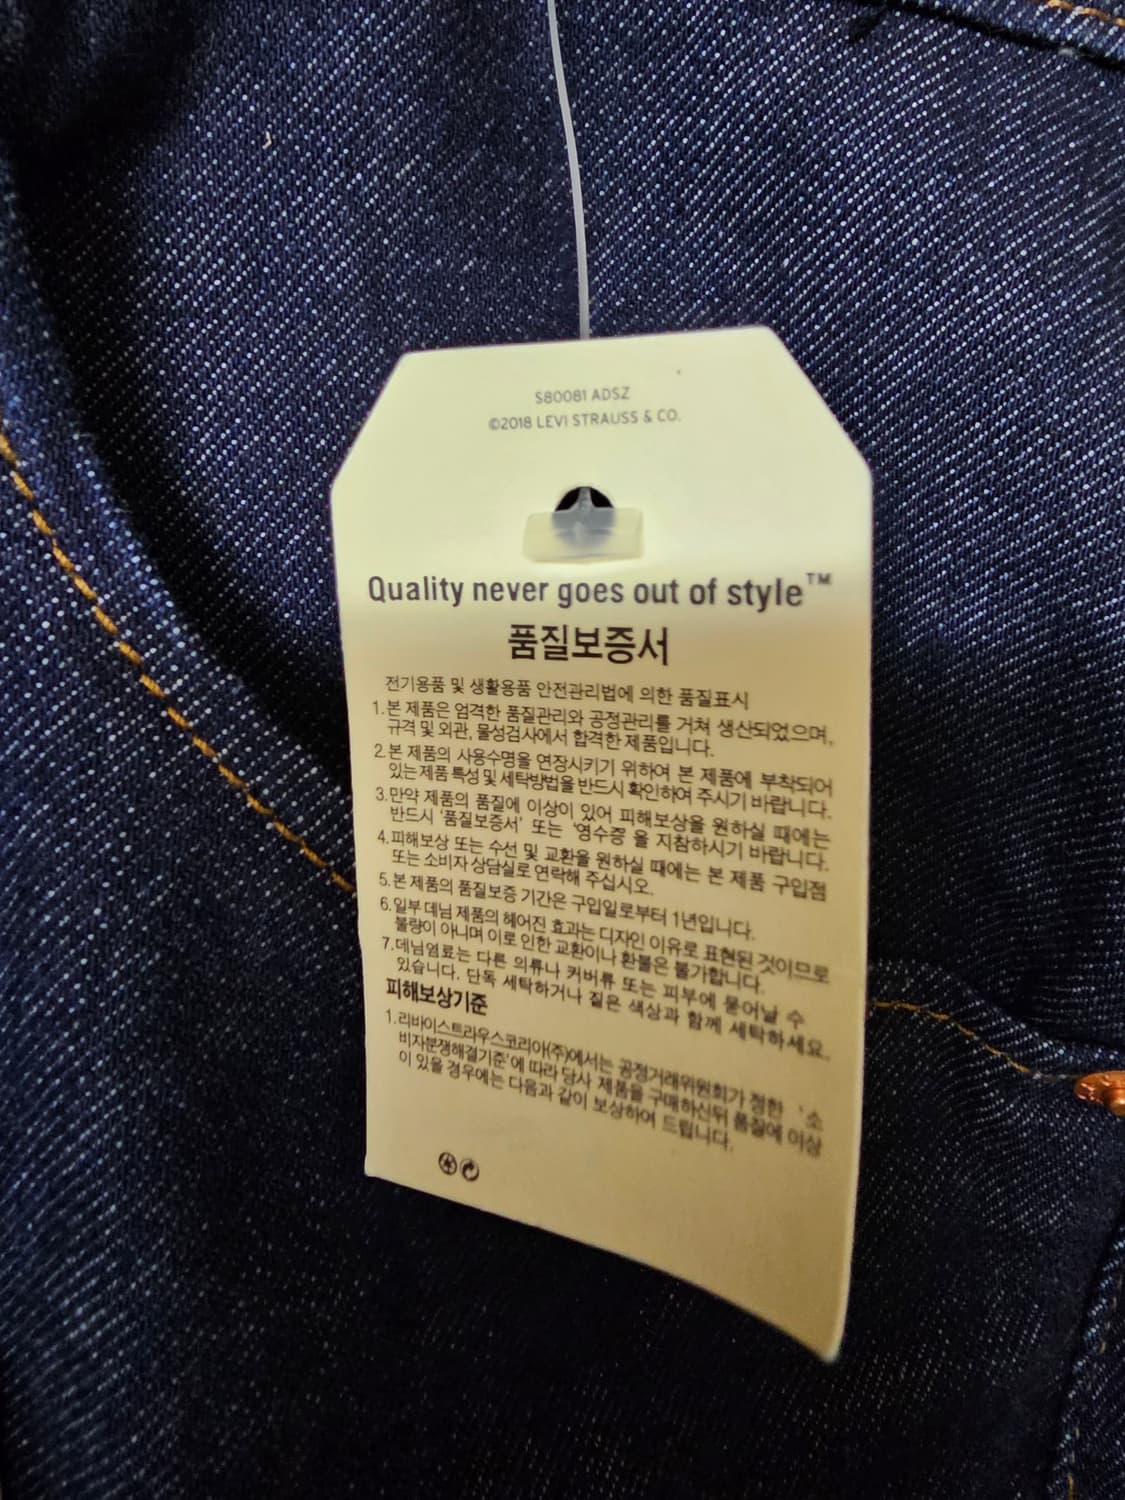 S80081 ADSZ
©2018 LEVI STRAUSS & CO.
Quality never goes out of style™
품질보증서
전기용품 및 생활용품 안전관리법에 의한 품질표시
1.본 제품은 엄격한 품질관리와 공정관리를 거쳐 생산되었으며,
규격 및 외관, 물성검사에서 합격한 제품입니다.
2.본 제품의 사용수명을 연장시키기 위하여 본 제품에 부착되어
있는 제품 특성 및 세탁방법을 반드시 확인하여 주시기 바랍니다.
3.만약 제품의 품질에 이상이 있어 피해보상을 원하실 때에는
반드시 '품질보증서' 또는 '영수증'을 지참하시기 바랍니다.
4.피해보상 또는 수선 및 교환을 원하실 때에는 본 제품 구입점
또는 소비자 상담실로 연락해 주십시오.
5.본 제품의 품질보증 기간은 구입일로부터 1년입니다.
6.일부 데님 제품의 헤어진 효과는 디자인 이유로 표현된 것이므로
불량이 아니며 이로 인한 교환이나 환불은 불가합니다.
7.데님염료는 다른 의류나 커버류 또는 피부에 묻어날 수
있습니다. 단독 세탁하거나 짙은 색상과 함께 세탁하세요.
피해보상기준
1.리바이스트라우스코리아(주)에서는 공정거래위원회가 정한 '소
비자분쟁해결기준'에 따라 당사 제품을 구매하신뒤 품질에 이상
이 있을 경우에는 다음과 같이 보상하여 드립니다.